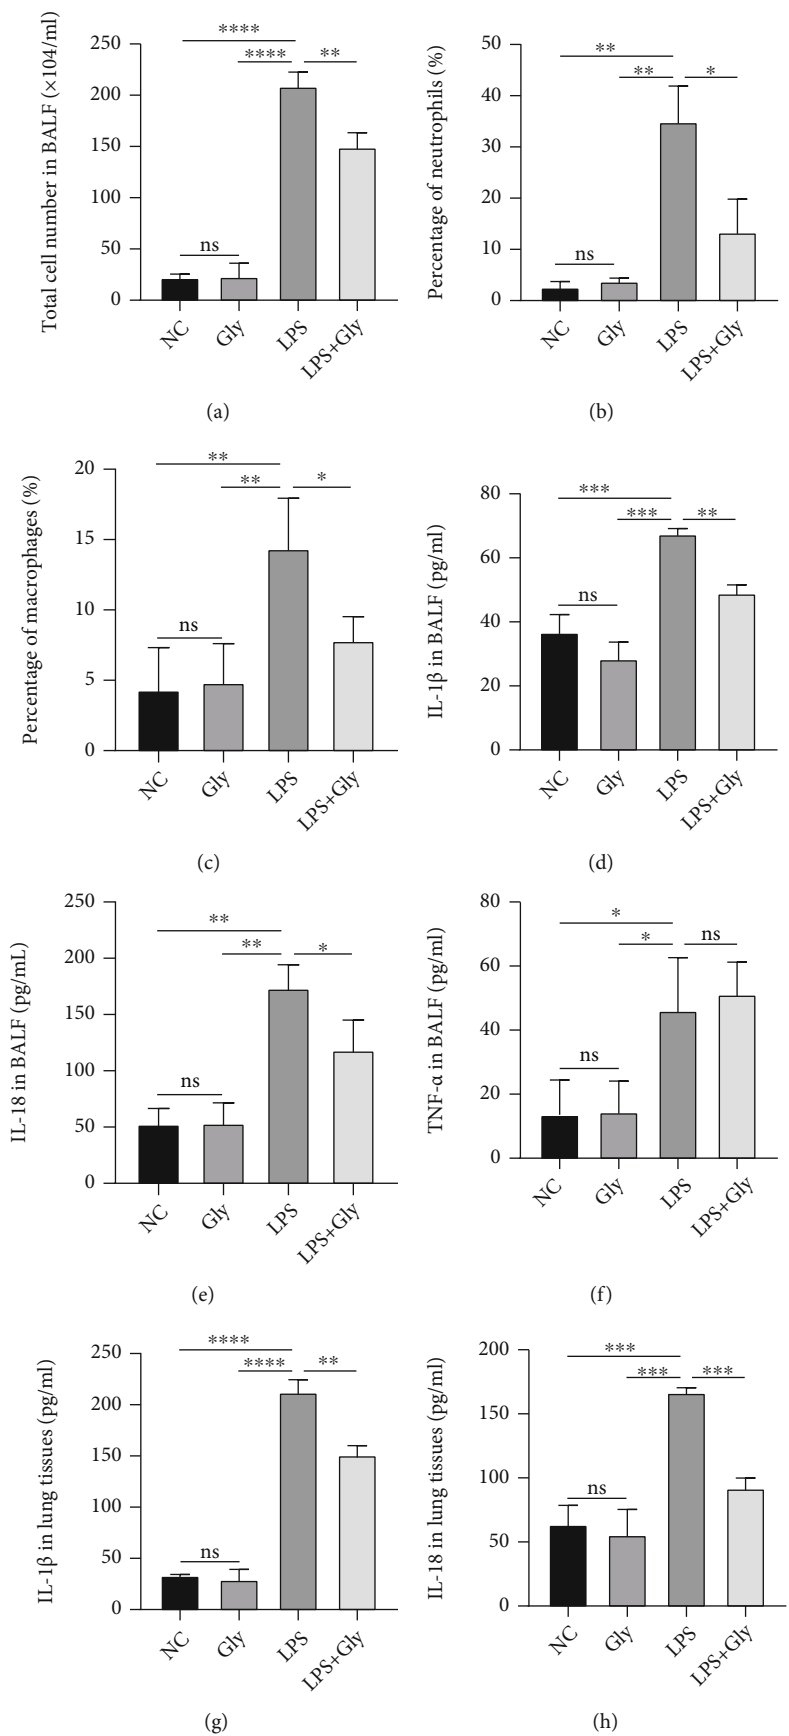 Total cell number in BALF (×104/ml)
250
200
150
100
50
0
****
****
**
ns
NC
Gly
LPS
LPS+Gly
(a)
Percentage of neutrophils (%)
50
40
30
20
10
0
**
**
*
ns
NC
Gly
LPS
LPS+Gly
(b)
Percentage of macrophages (%)
20
15
10
5
0
**
**
*
ns
NC
Gly
LPS
LPS+Gly
(c)
IL-1β in BALF (pg/ml)
80
60
40
20
0
***
***
**
ns
NC
Gly
LPS
LPS+Gly
(d)
IL-18 in BALF (pg/mL)
250
200
150
100
50
0
**
**
*
ns
NC
Gly
LPS
LPS+Gly
(e)
TNF-α in BALF (pg/ml)
80
60
40
20
0
*
*
ns
ns
NC
Gly
LPS
LPS+Gly
(f)
IL-1β in lung tissues (pg/ml)
250
200
150
100
50
0
****
****
**
ns
NC
Gly
LPS
LPS+Gly
(g)
IL-18 in lung tissues (pg/ml)
200
150
100
50
0
***
***
***
ns
NC
Gly
LPS
LPS+Gly
(h)